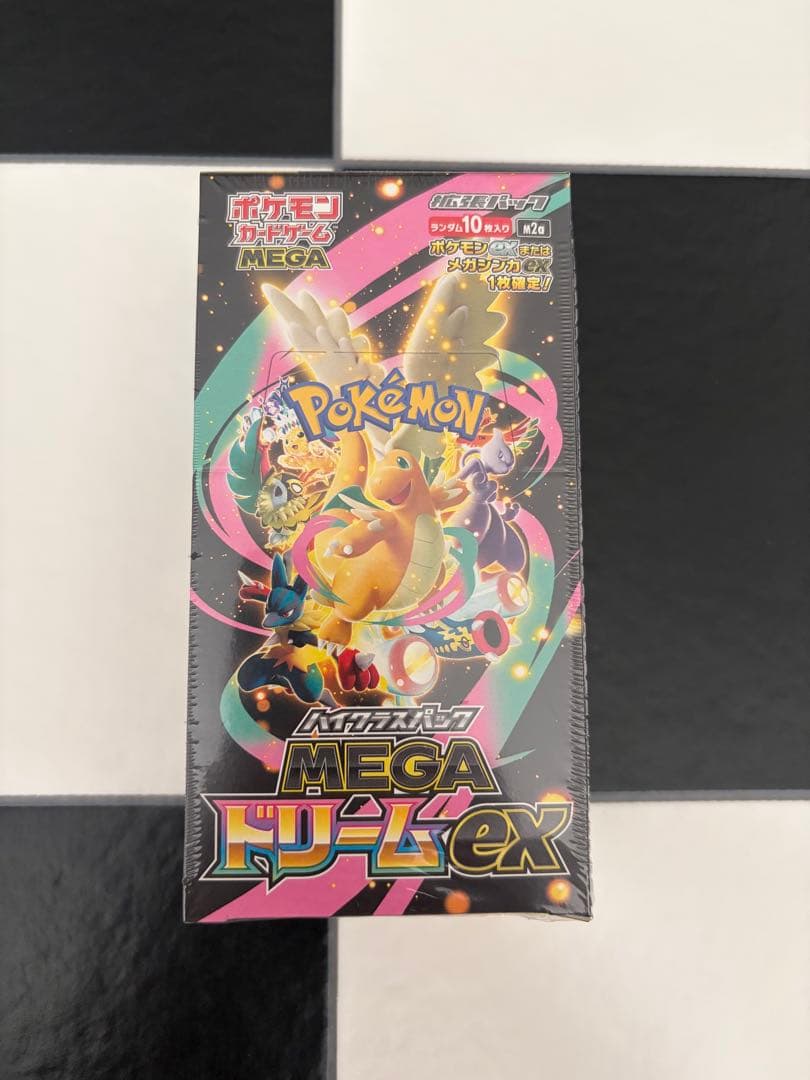 ポケモン
カードゲーム
MEGA
拡張パック
ランダム10枚入り M2a
ポケモンexまたは
メガシンカex
1枚確定!
POKéMON
TM
ハイクラスパック
MEGA
ドリームex